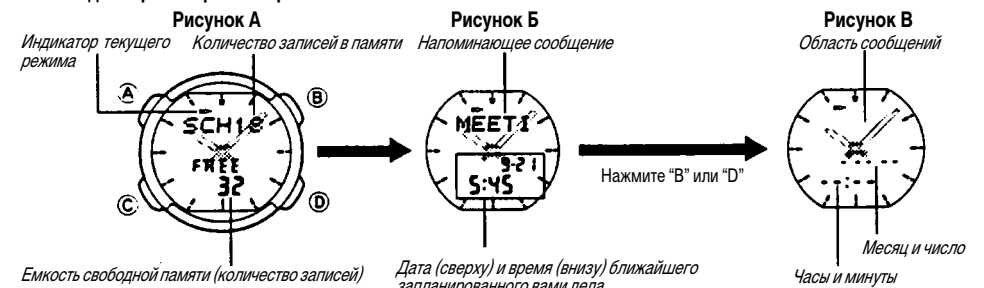 Рисунок А
Рисунок Б
Рисунок В
Индикатор текущего
режима
Количество записей в памяти
Напоминающее сообщение
Область сообщений
A
B
C
D
SCH18
FREE
32
MEETI
9-21
5:45
Нажмите “B” или “D”
Месяц и число
Часы и минуты
Емкость свободной памяти (количество записей)
Дата (сверху) и время (внизу) ближайшего
запланированного вами дела